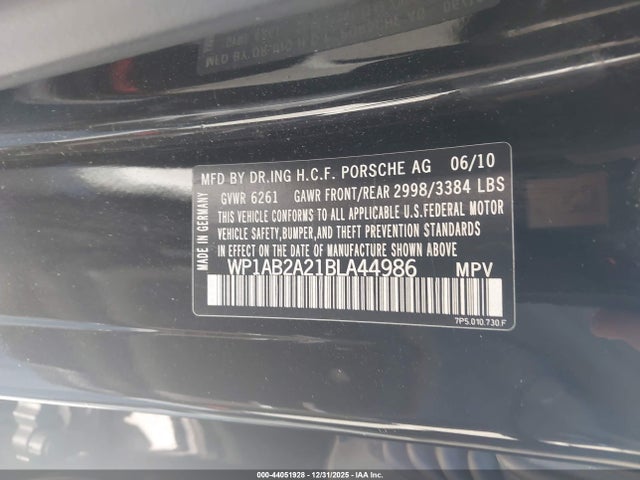 MFD BY DR.ING H.C.F. PORSCHE AG 06/10
GVWR 6261 GAWR FRONT/REAR 2998/3384 LBS
THIS VEHICLE CONFORMS TO ALL APPLICABLE U.S.FEDERAL MOTOR
VEHICLE SAFETY,BUMPER,AND THEFT PREVENTION STANDARDS
IN EFFECT ON THE DATE OF MANUFACTURE SHOWN ABOVE
WP1AB2A21BLA44986 MPV
7P5.010.730.F
MADE IN GERMANY
000-44051928 - 12/31/2025 - IAASC44